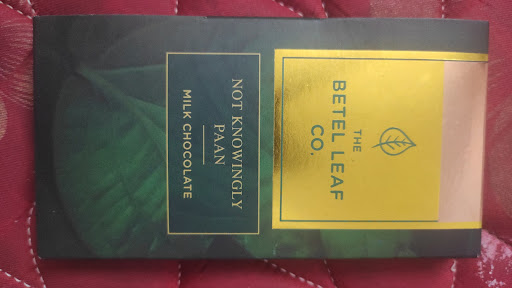 THE
BETEL LEAF
CO.
NOT KNOWINGLY
PAAN
MILK CHOCOLATE